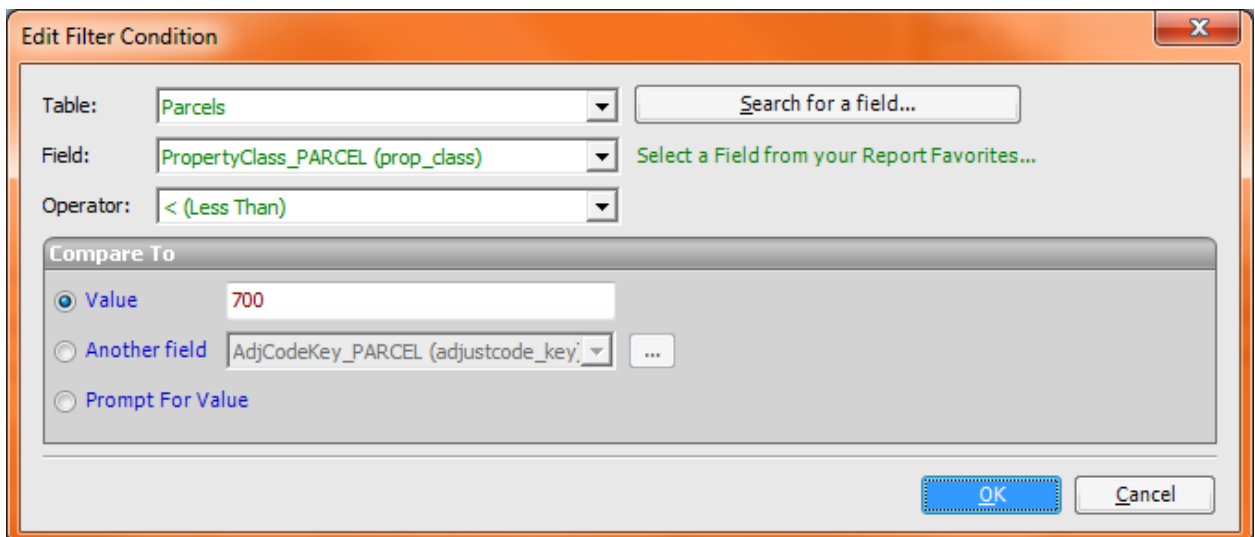 Edit Filter Condition
X
Table: Parcels Search for a field...
Field: PropertyClass_PARCEL (prop_class) Select a Field from your Report Favorites...
Operator: < (Less Than)
Compare To
Value 700
Another field AdjCodeKey_PARCEL (adjustcode_key) ...
Prompt For Value
OK Cancel